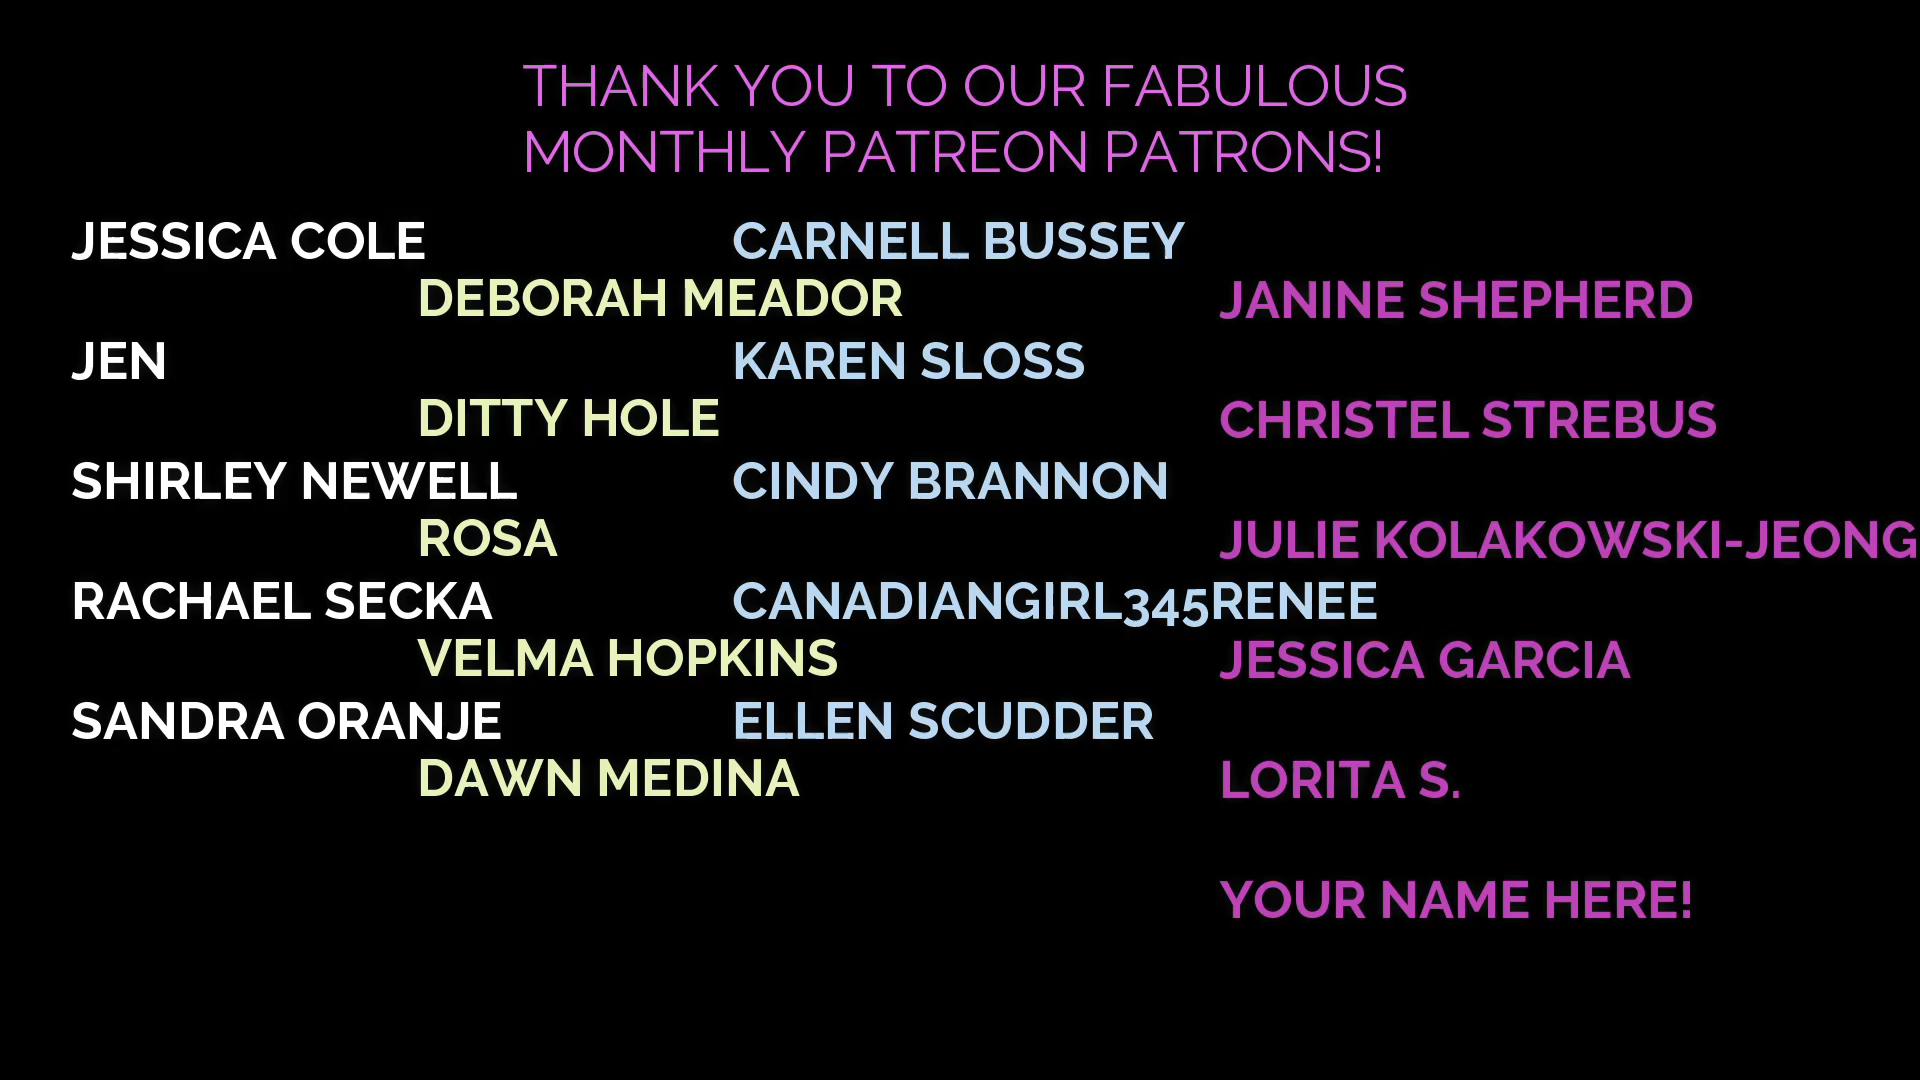 THANK YOU TO OUR FABULOUS
MONTHLY PATREON PATRONS!
JESSICA COLE
CARNELL BUSSEY
DEBORAH MEADOR
JANINE SHEPHERD
JEN
KAREN SLOSS
DITTY HOLE
CHRISTEL STREBUS
SHIRLEY NEWELL
CINDY BRANNON
ROSA
JULIE KOLAKOWSKI-JEONG
RACHAEL SECKA
CANADIANGIRL345RENEE
VELMA HOPKINS
JESSICA GARCIA
SANDRA ORANJE
ELLEN SCUDDER
DAWN MEDINA
LORITA S.
YOUR NAME HERE!